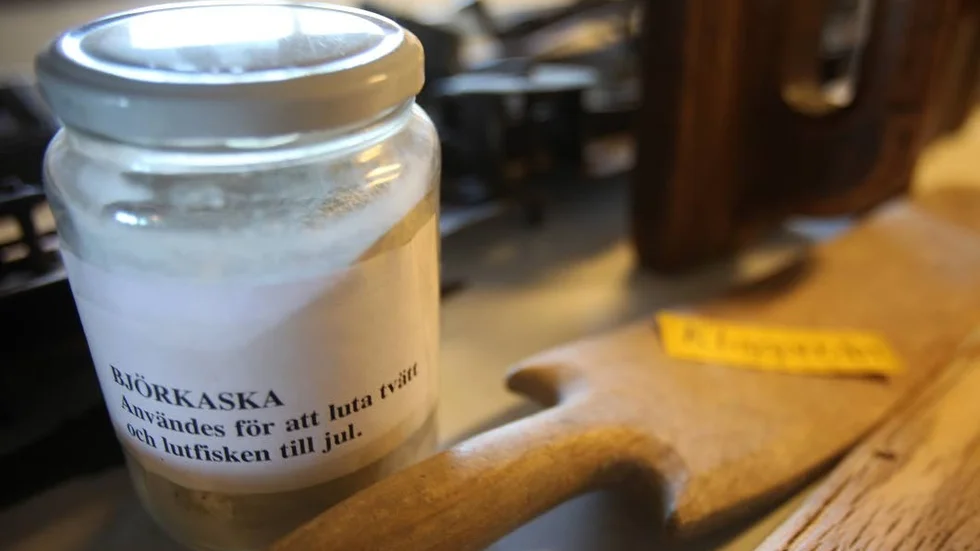 BJÖRKASKA
Användes för att luta tvätt
och lutfisken till jul.